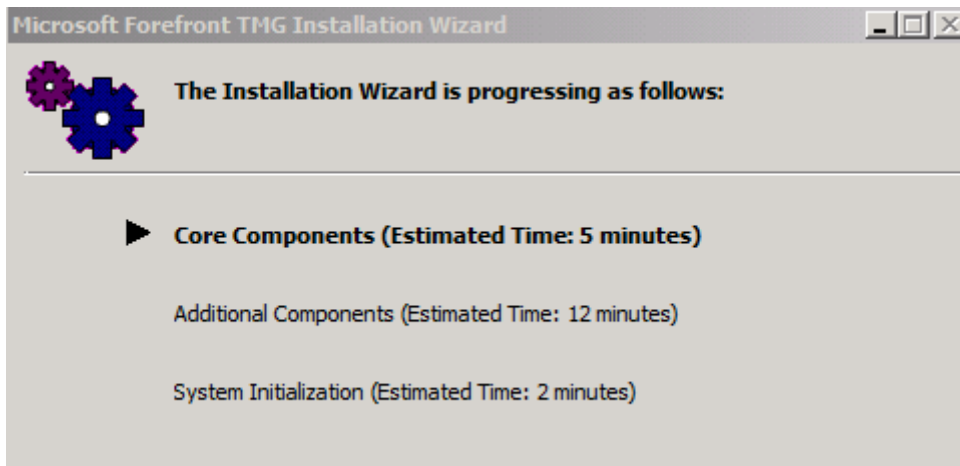 Microsoft Forefront TMG Installation Wizard
The Installation Wizard is progressing as follows:
Core Components (Estimated Time: 5 minutes)
Additional Components (Estimated Time: 12 minutes)
System Initialization (Estimated Time: 2 minutes)